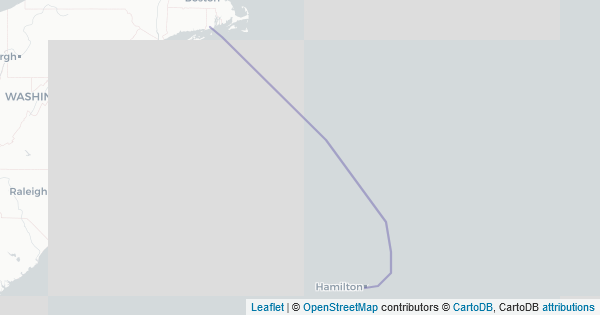 Boston
rgh
WASHIN
Raleigh
Hamilton
Leaflet | © OpenStreetMap contributors © CartoDB, CartoDB attributions